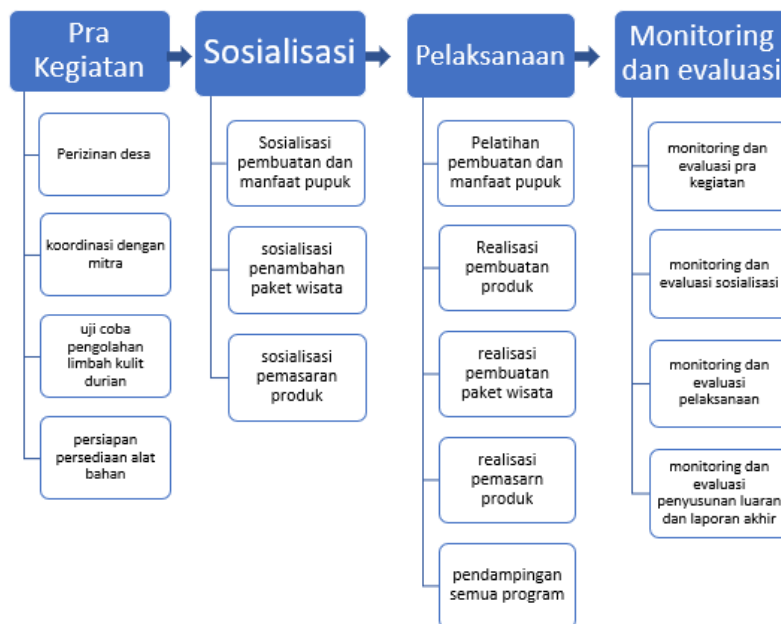 Pra
Kegiatan
Perizinan desa
koordinasi dengan
mitra
uji coba
pengolahan
limbah kulit
durian
persiapan
persediaan alat
bahan
Sosialisasi
Sosialisasi
pembuatan dan
manfaat pupuk
sosialisasi
penambahan
paket wisata
sosialisasi
pemasaran
produk
Pelaksanaan
Pelatihan
pembuatan dan
manfaat pupuk
Realisasi
pembuatan
produk
realisasi
pembuatan
paket wisata
realisasi
pemasarn
produk
pendampingan
semua program
Monitoring
dan evaluasi
monitoring dan
evaluasi pra
kegiatan
monitoring dan
evaluasi sosialisasi
monitoring dan
evaluasi
pelaksanaan
monitoring dan
evaluasi
penyusunan luaran
dan laporan akhir